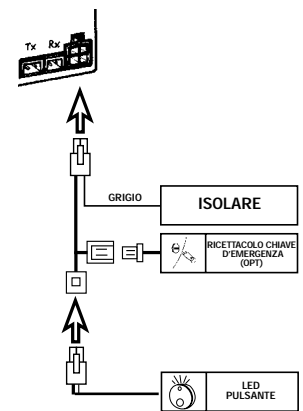 Tx Rx
GRIGIO
ISOLARE
RICETTACOLO CHIAVE
D'EMERGENZA
(OPT)
LED
PULSANTE